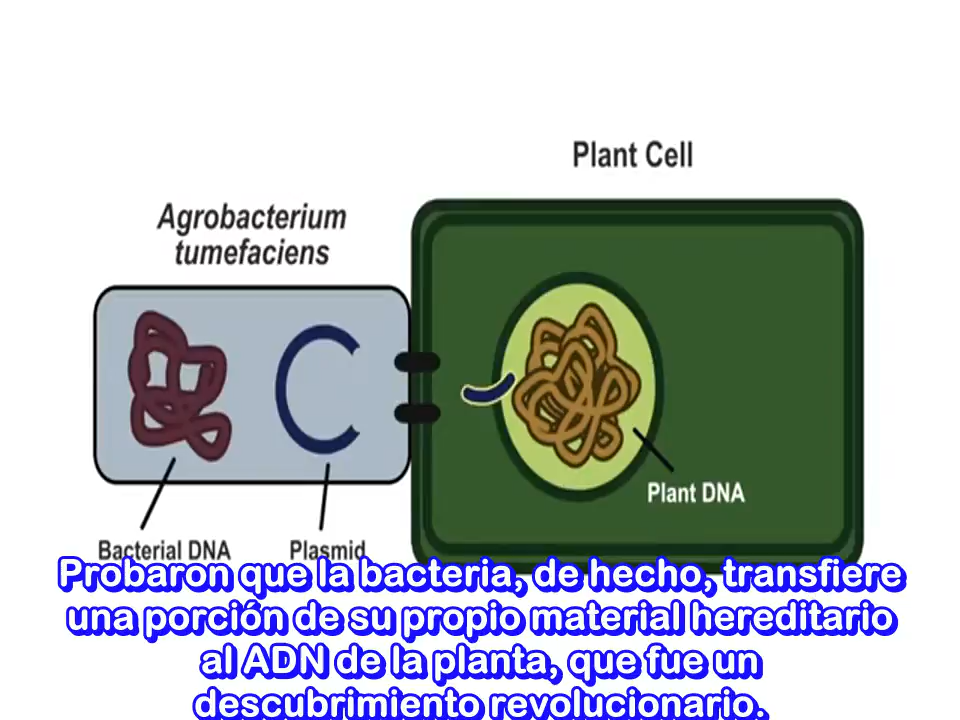 Plant Cell
Agrobacterium
tumefaciens
Plant DNA
Bacterial DNA
Plasmid
Probaron que la bacteria, de hecho, transfiere
una porción de su propio material hereditario
al ADN de la planta, que fue un
descubrimiento revolucionario.